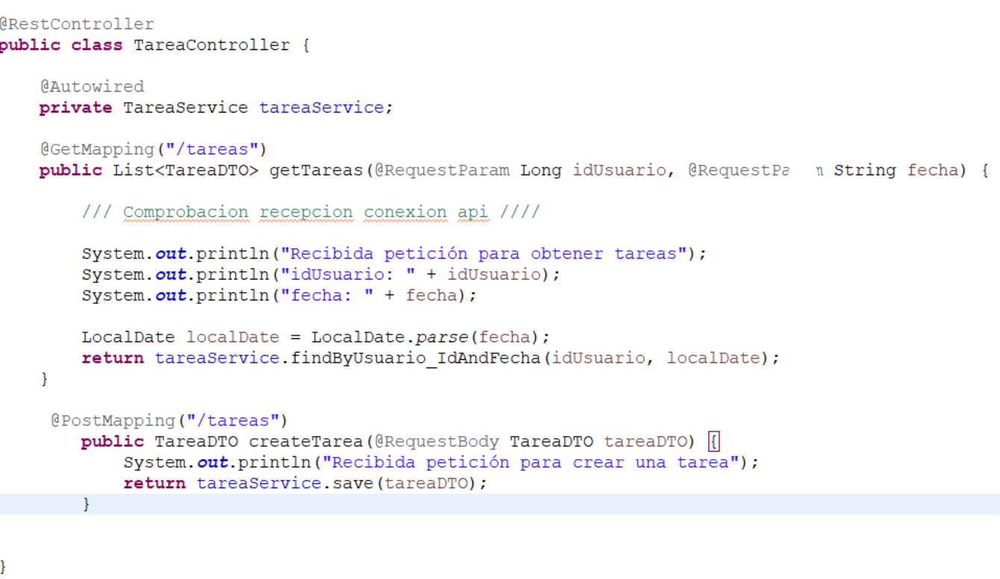 @RestController
public class TareaController {
@Autowired
private TareaService tareaService;
@GetMapping("/tareas")
public List<TareaDTO> getTareas(@RequestParam Long idUsuario, String fecha) {
/// Comprobacion recepcion conexion api ////
System.out.println("Recibida petición para obtener tareas");
System.out.println("idUsuario: " + idUsuario);
System.out.println("fecha: " + fecha);
LocalDate localDate = LocalDate.parse(fecha);
return tareaService.findByUsuario_IdAndFecha(idUsuario, localDate);
}
@PostMapping("/tareas")
public TareaDTO createTarea(@RequestBody TareaDTO tareaDTO) {
System.out.println("Recibida petición para crear una tarea");
return tareaService.save(tareaDTO);
}
}